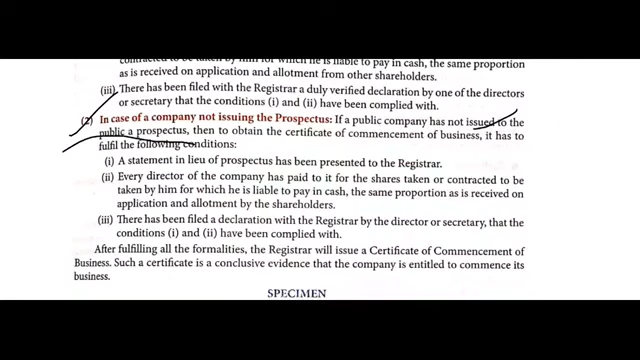 contracted to be taken by him for which he is liable to pay in cash, the same proportion
as is received on application and allotment from other shareholders.
(iii) There has been filed with the Registrar a duly verified declaration by one of the directors
or secretary that the conditions (i) and (ii) have been complied with.
(2) In case of a company not issuing the Prospectus: If a public company has not issued to the
public a prospectus, then to obtain the certificate of commencement of business, it has to
fulfil the following conditions:
(i) A statement in lieu of prospectus has been presented to the Registrar.
(ii) Every director of the company has paid to it for the shares taken or contracted to be
taken by him for which he is liable to pay in cash, the same proportion as is received on
application and allotment by the shareholders.
(iii) There has been filed a declaration with the Registrar by the director or secretary, that the
conditions (i) and (ii) have been complied with.
After fulfilling all the formalities, the Registrar will issue a Certificate of Commencement of
Business. Such a certificate is a conclusive evidence that the company is entitled to commence its
business.
SPECIMEN